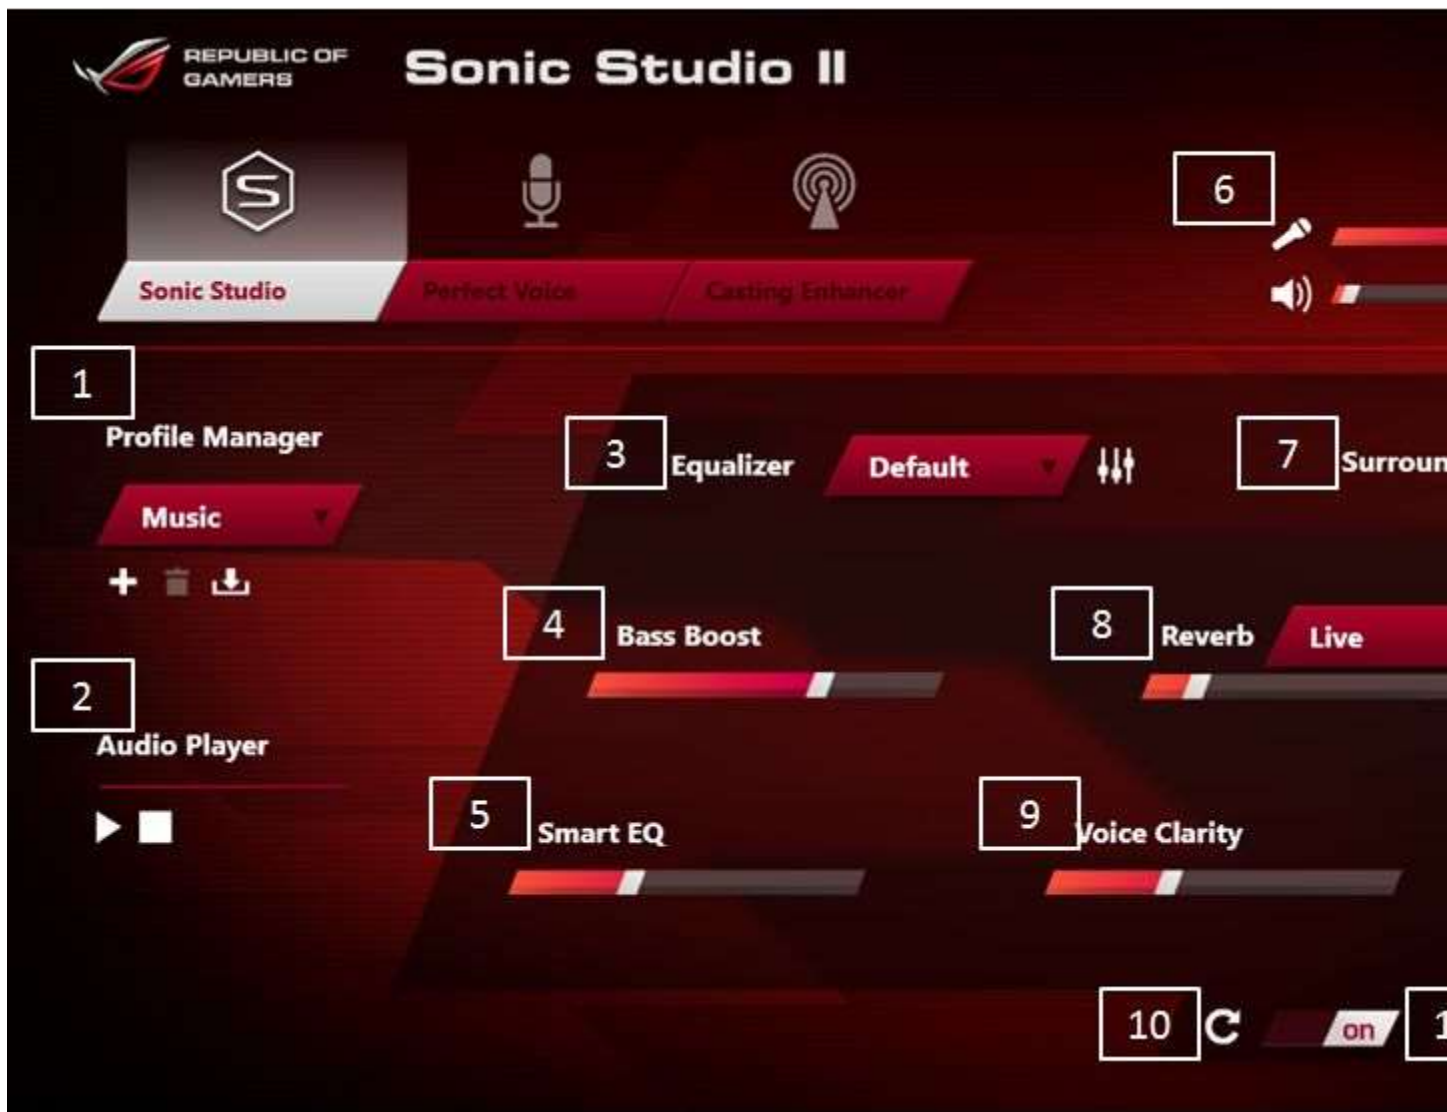 REPUBLIC OF
GAMERS
Sonic Studio II
6
Sonic Studio
Perfect Voice
Casting Enhancer
1
Profile Manager
3
Equalizer
Default
7
Surroun
Music
4
Bass Boost
8
Reverb
Live
2
Audio Player
5
Smart EQ
9
Voice Clarity
10
on
1